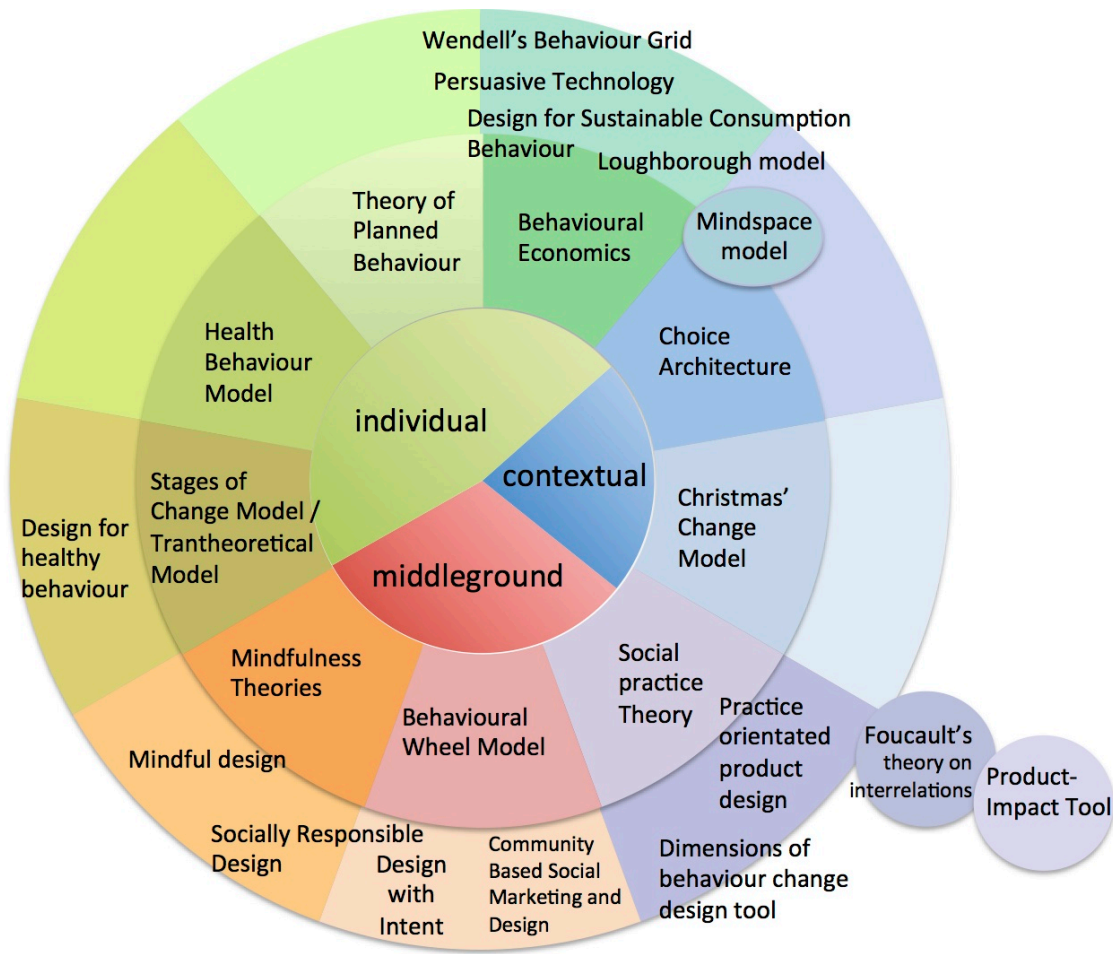 Wendell's Behaviour Grid
Persuasive Technology
Design for Sustainable Consumption
Behaviour
Loughborough model
Theory of
Planned
Behaviour
Behavioural
Economics
Mindspace
model
Health
Behaviour
Model
Choice
Architecture
individual
contextual
middleground
Stages of
Change Model /
Trantheoretical
Model
Design for
healthy
behaviour
Christmas'
Change
Model
Mindfulness
Theories
Behavioural
Wheel Model
Social
practice
Theory
Practice
orientated
product
design
Foucault's
theory on
interrelations
Product-
Impact Tool
Mindful design
Socially Responsible
Design
Design
with
Intent
Community
Based Social
Marketing and
Design
Dimensions of
behaviour change
design tool